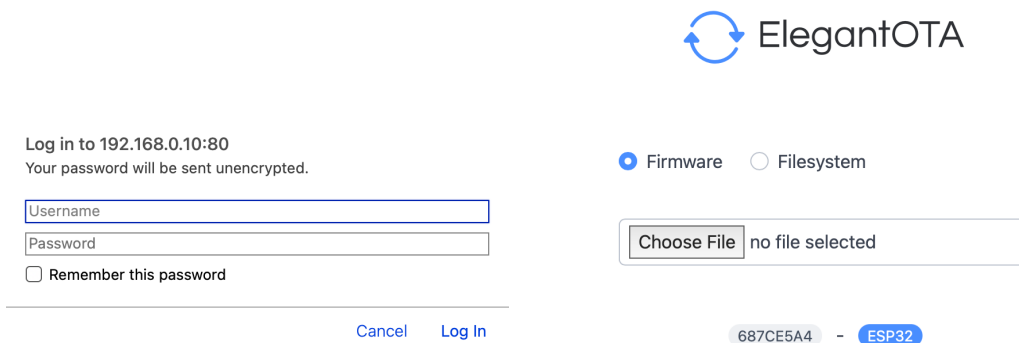 ElegantOTA
Log in to 192.168.0.10:80
Your password will be sent unencrypted.
Username
Password
Remember this password
Cancel Log In
Firmware Filesystem
Choose File no file selected
687CE5A4 - ESP32